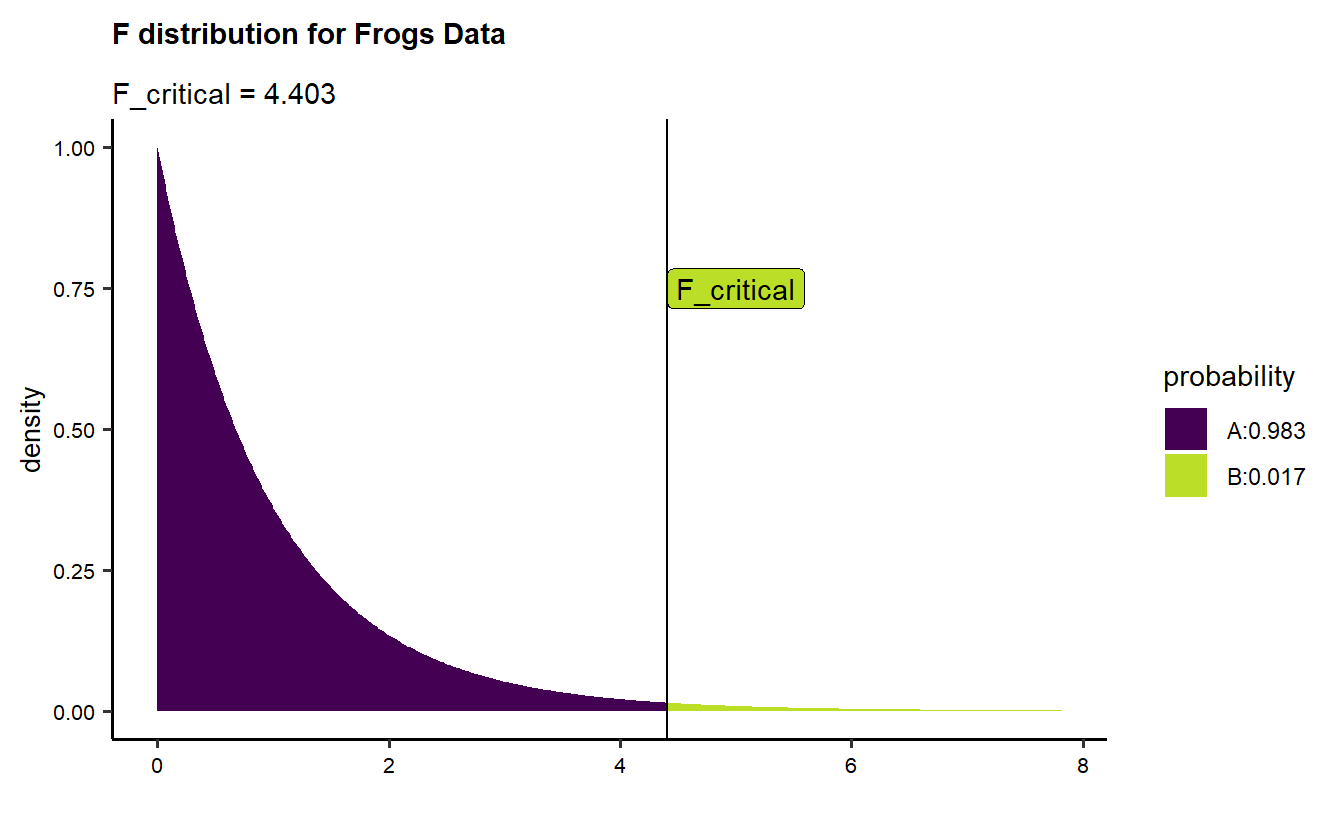 F distribution for Frogs Data
F_critical = 4.403
1.00
0.75
0.50
0.25
0.00
density
F_critical
0 2 4 6 8
probability
A:0.983
B:0.017